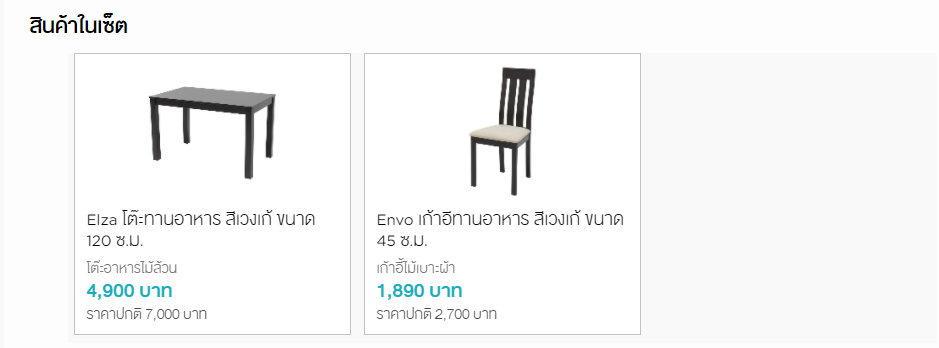 สินค้าในเซ็ต
Elza โต๊ะทานอาหาร สีเวงเก้ ขนาด
120 ซ.ม.
โต๊ะอาหารไม้ล้วน
4,900 บาท
ราคาปกติ 7,000 บาท
Envo เก้าอีทานอาหาร สีเวงเก้ ขนาด
45 ซ.ม.
เก้าอี้ไม้เบาะผ้า
1,890 บาท
ราคาปกติ 2,700 บาท